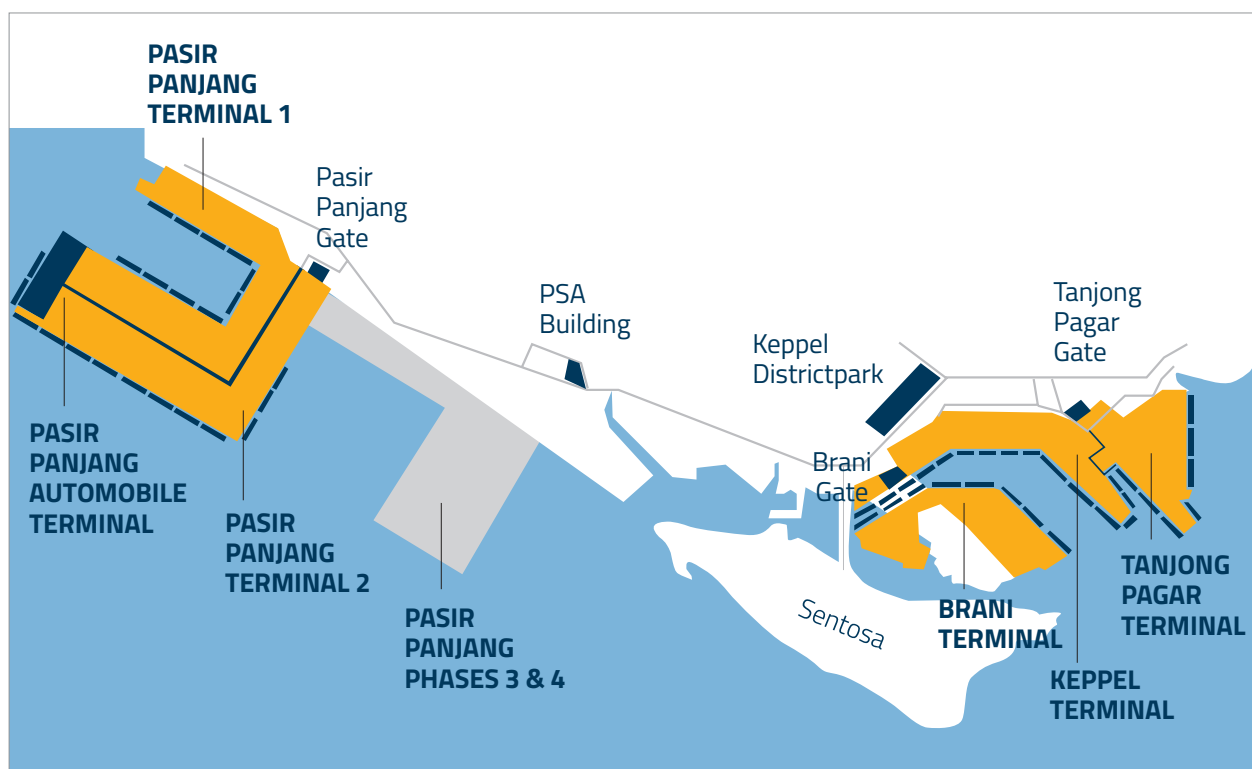 PASIR
PANJANG
TERMINAL 1
Pasir
Panjang
Gate
PSA
Building
Keppel
Districtpark
Tanjong
Pagar
Gate
PASIR
PANJANG
AUTOMOBILE
TERMINAL
PASIR
PANJANG
TERMINAL 2
PASIR
PANJANG
PHASES 3 & 4
Brani
Gate
Sentosa
BRANI
TERMINAL
KEPPEL
TERMINAL
TANJONG
PAGAR
TERMINAL